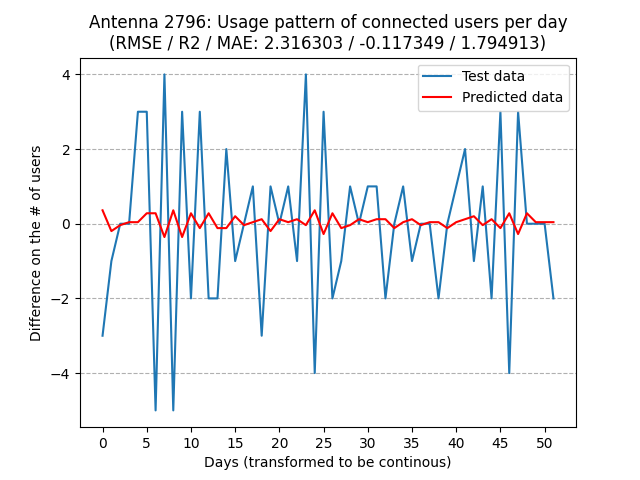 Antenna 2796: Usage pattern of connected users per day
(RMSE / R2 / MAE: 2.316303 / -0.117349 / 1.794913)
Test data
Predicted data
Difference on the # of users
4
2
0
−2
−4
0 5 10 15 20 25 30 35 40 45 50
Days (transformed to be continous)